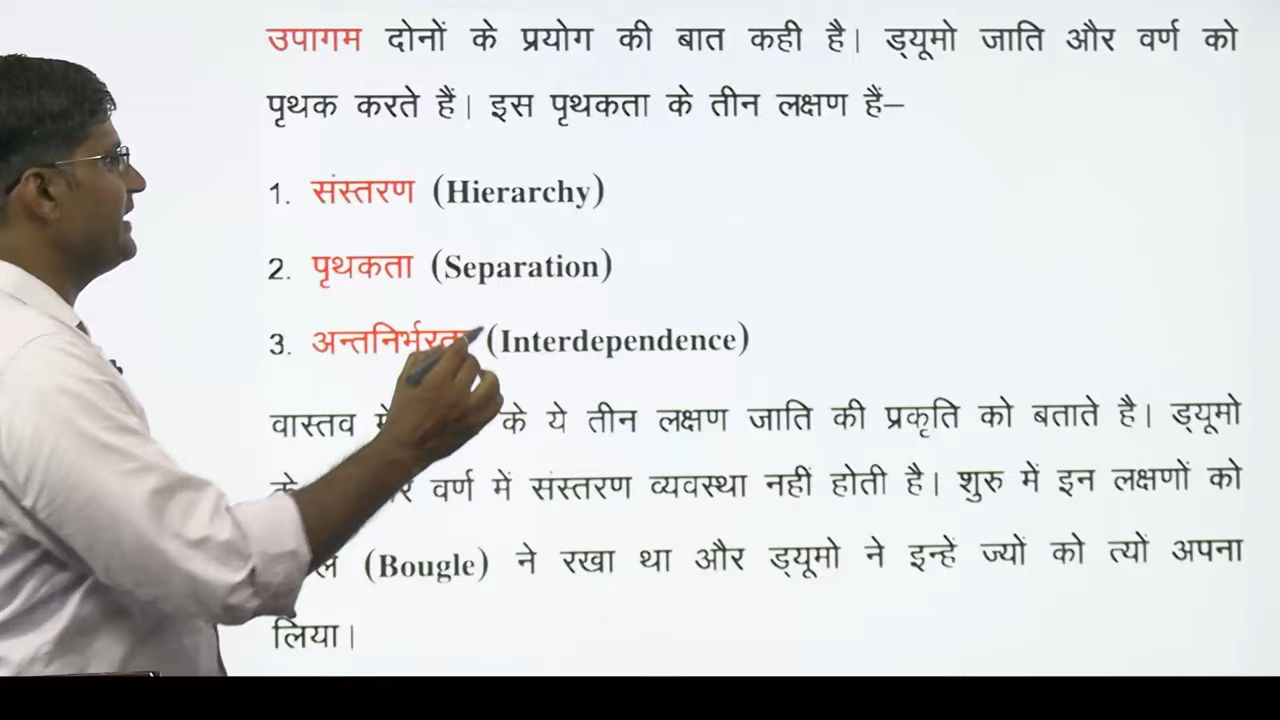 उपागम दोनों के प्रयोग की बात कही है। ड्यूमो जाति और वर्ण को
पृथक करते हैं। इस पृथकता के तीन लक्षण हैं–
1. संस्तरण (Hierarchy)
2. पृथकता (Separation)
3. अन्तनिर्भरता (Interdependence)
वास्तव में के ये तीन लक्षण जाति की प्रकृति को बताते है। ड्यूमो
वर्ण में संस्तरण व्यवस्था नहीं होती है। शुरु में इन लक्षणों को
(Bougle) ने रखा था और ड्यूमो ने इन्हें ज्यों को त्यों अपना
लिया।